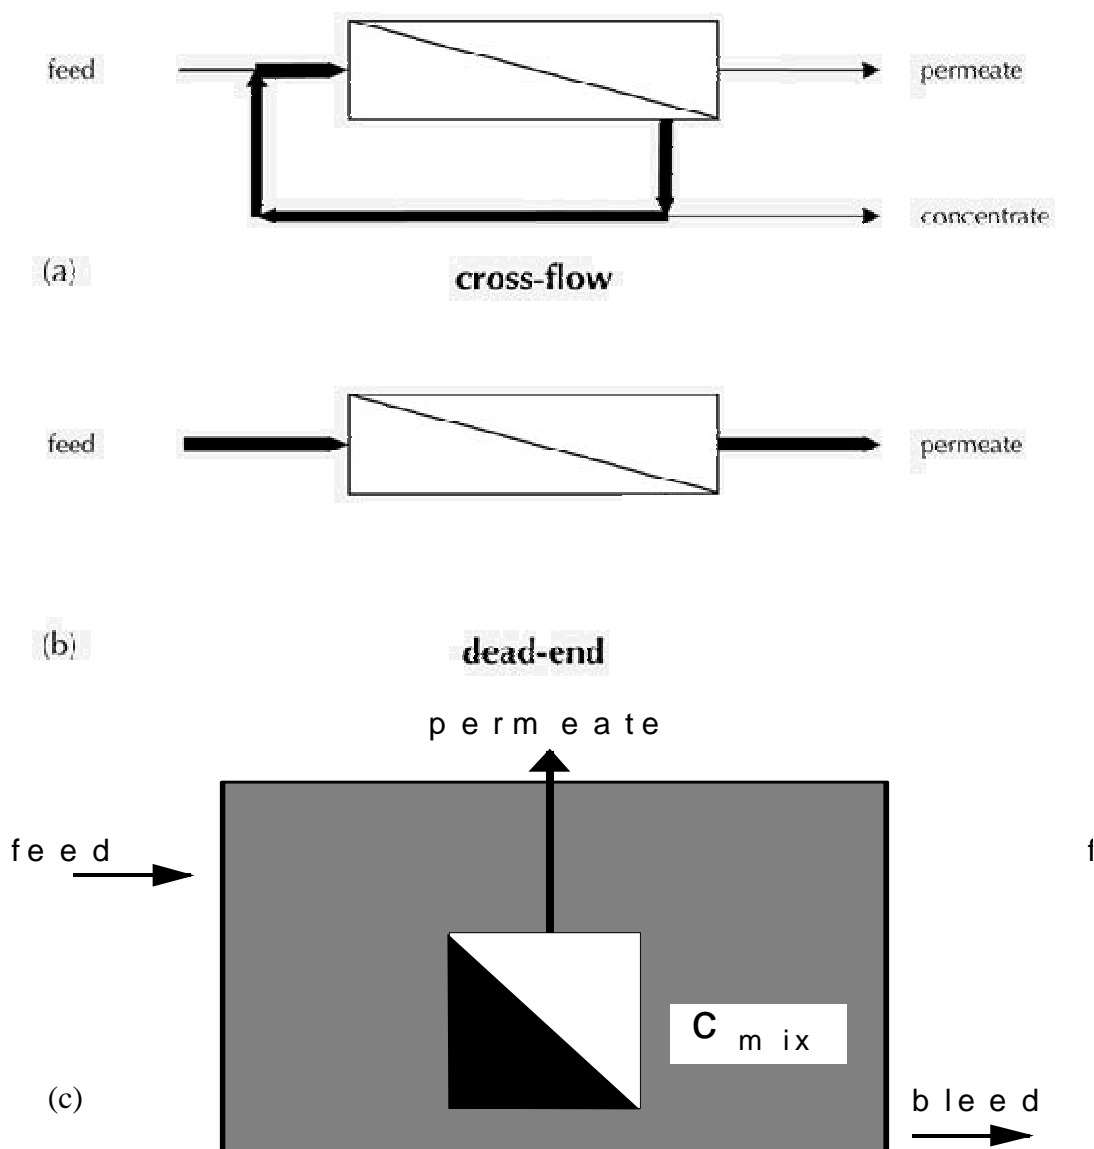 feed
permeate
concentrate
(a)
cross-flow
feed
permeate
(b)
dead-end
permeate
feed
f
C mix
(c)
bleed